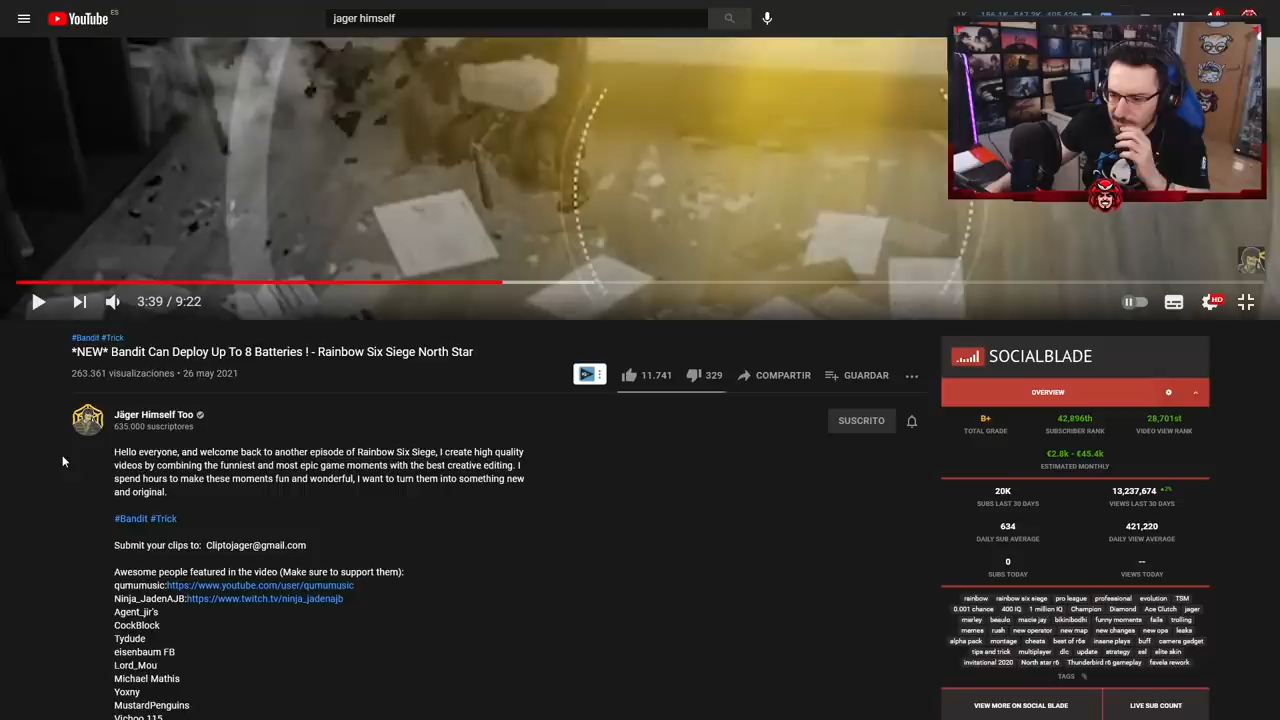 YouTube ES
jager himself
3:39 / 9:22
HD
#Bandit #Trick
*NEW* Bandit Can Deploy Up To 8 Batteries ! - Rainbow Six Siege North Star
263.361 visualizaciones • 26 may 2021
11.741
329
COMPARTIR
GUARDAR
Jäger Himself Too
635.000 suscriptores
SUSCRITO
Hello everyone, and welcome back to another episode of Rainbow Six Siege, I create high quality
videos by combining the funniest and most epic game moments with the best creative editing. I
spend hours to make these moments fun and wonderful, I want to turn them into something new
and original.
#Bandit #Trick
Submit your clips to: Cliptojager@gmail.com
Awesome people featured in the video (Make sure to support them):
qumumusic:https://www.youtube.com/user/qumumusic
Ninja_JadenAJB:https://www.twitch.tv/ninja_jadenajb
Agent_jir's
CockBlock
Tydude
eisenbaum FB
Lord_Mou
Michael Mathis
Yoxny
MustardPenguins
Vichoo 115
SOCIALBLADE
OVERVIEW
B+
TOTAL GRADE
42,896th
SUBSCRIBER RANK
28,701st
VIDEO VIEW RANK
€2.8k - €45.4k
ESTIMATED MONTHLY
20K
SUBS LAST 30 DAYS
13,237,674 2%
VIEWS LAST 30 DAYS
634
DAILY SUB AVERAGE
421,220
DAILY VIEW AVERAGE
0
SUBS TODAY
--
VIEWS TODAY
rainbow rainbow six siege pro league professional evolution TSM
0.001 chance 400 IQ 1 million IQ Champion Diamond Ace Clutch jager
marley beaulo macie jay bikinibodhi funny moments fails trolling
memes rush new operator new map new changes new ops leaks
alpha pack montage cheats best of r6s insane plays buff camera gadget
tips and trick multiplayer dlc update strategy esl elite skin
invitational 2020 North star r6 Thunderbird r6 gameplay favela rework
TAGS
VIEW MORE ON SOCIAL BLADE
LIVE SUB COUNT